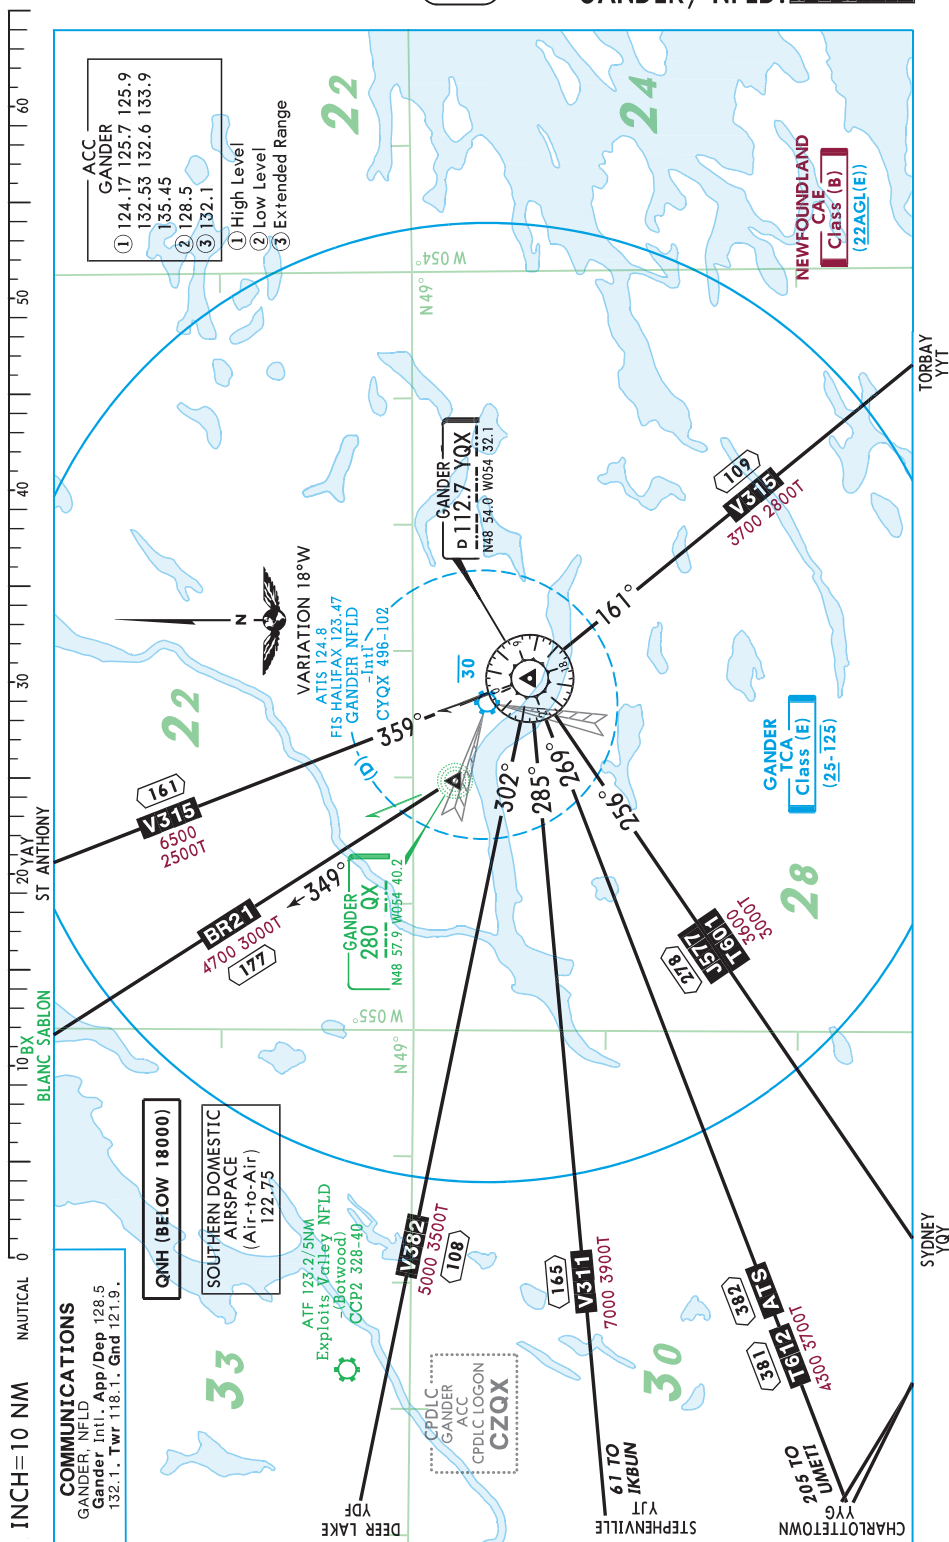 INCH=10 NM
NAUTICAL 0
10
20
30
40
50
60
COMMUNICATIONS
GANDER, NFLD
Gander Intl. App/Dep 128.5
132.1. Twr 118.1. Gnd 121.9.
QNH (BELOW 18000)
SOUTHERN DOMESTIC
AIRSPACE
(Air-to-Air)
122.75
BX
BLANC SABLON
YAY
ST ANTHONY
ACC
GANDER
① 124.17 125.7 125.9
132.53 132.6 133.9
135.45
② 128.5
③ 132.1
① High Level
② Low Level
③ Extended Range
33
22
22
24
30
28
V315
161
6500
2500T
BR21
4700 3000T
177
349°
359°
N
VARIATION 18°W
ATIS 124.8
FIS HALIFAX 123.47
GANDER NFLD
-Intl
CYQX 496-102
(D)
30
GANDER
D 112.7 YQX
N48 54.0 W054 32.1
GANDER
280 QX
N48 57.9 W054 40.2
W 054°
N 49°
W 055°
N 49°
ATF 123.2/5NM
Exploits Valley NFLD
-(Botwood)
CCP2 328-40
302°
285°
269°
256°
161°
V382
5000 3500T
108
165
V311
7000 3900T
382
ATS
381
T612
4300 3700T
278
J577
T601
3600
3000T
109
V315
3700 2800T
CPDLC
GANDER
ACC
CPDLC LOGON
CZQX
61 TO
IKBUN
205 TO
UMETI
DEER LAKE
YDF
STEPHENVILLE
YJT
CHARLOTTETOWN
YYG
SYDNEY
YQY
TORBAY
YYT
GANDER
TCA
Class (E)
(25-125)
NEWFOUNDLAND
CAE
Class (B)
(22AGL(E))
9
18